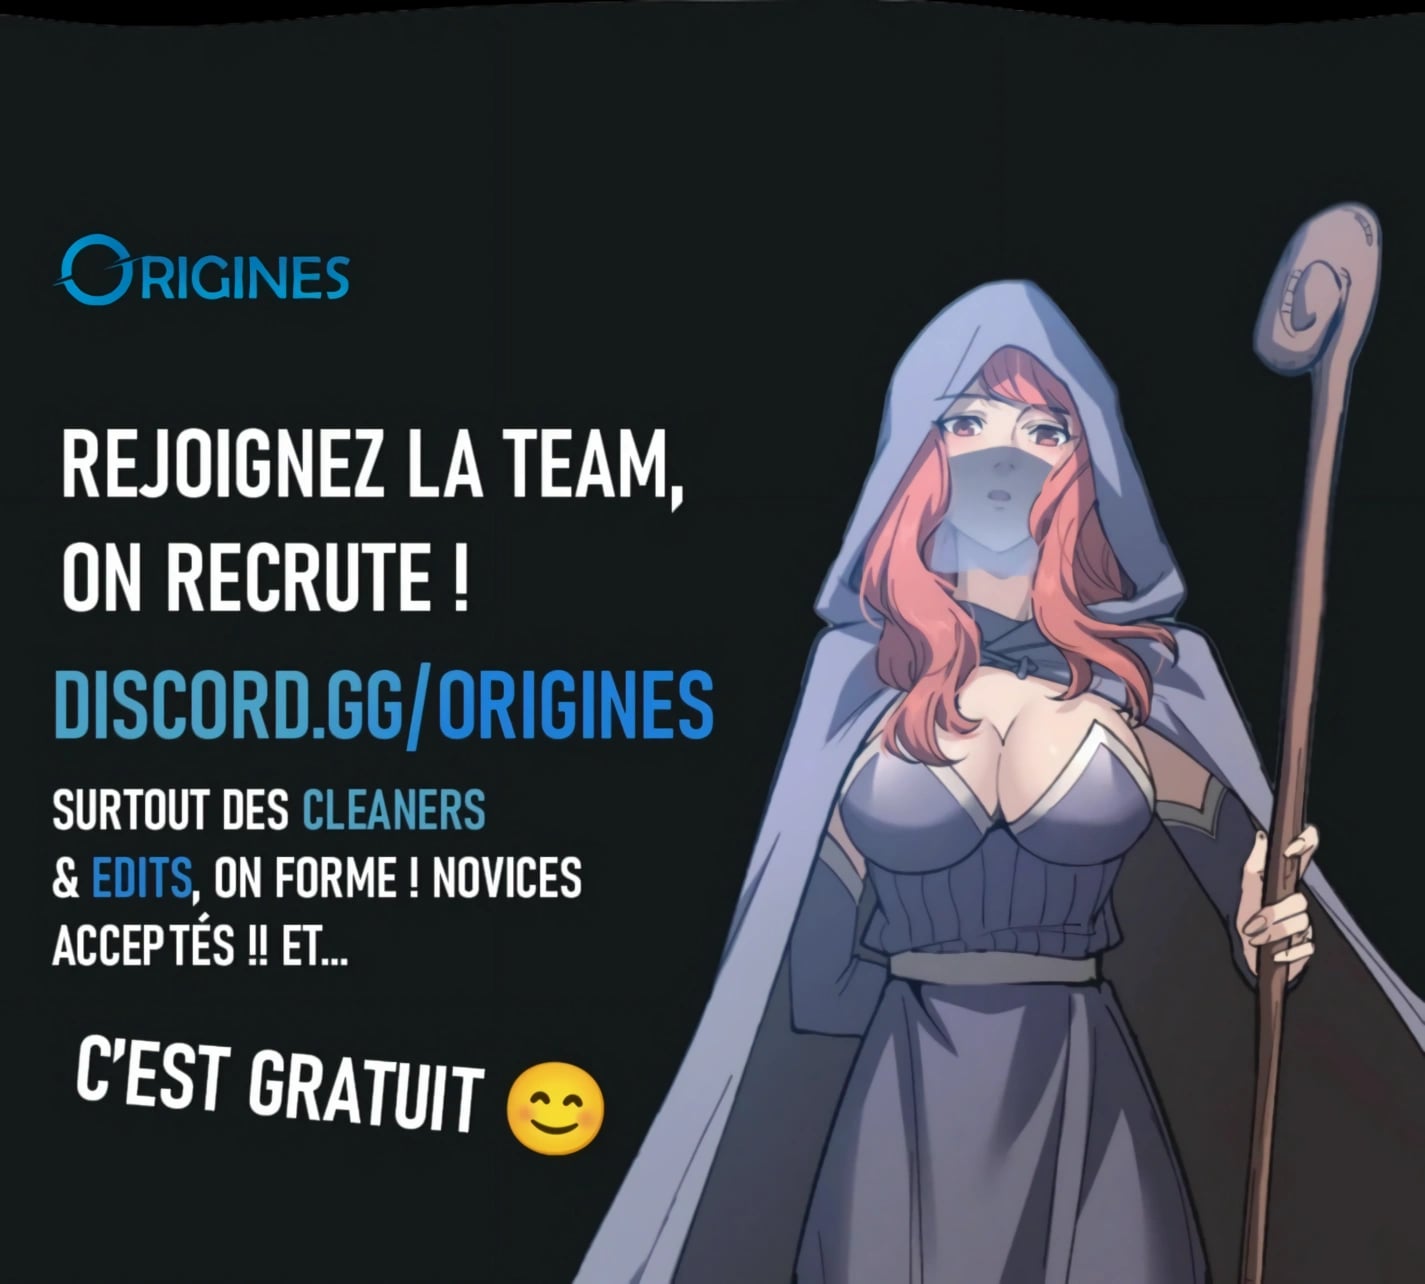 ORIGINES
REJOIGNEZ LA TEAM,
ON RECRUTE !
DISCORD.GG/ORIGINES
SURTOUT DES CLEANERS
& EDITS, ON FORME ! NOVICES
ACCEPTÉS !! ET...
C'EST GRATUIT 😊